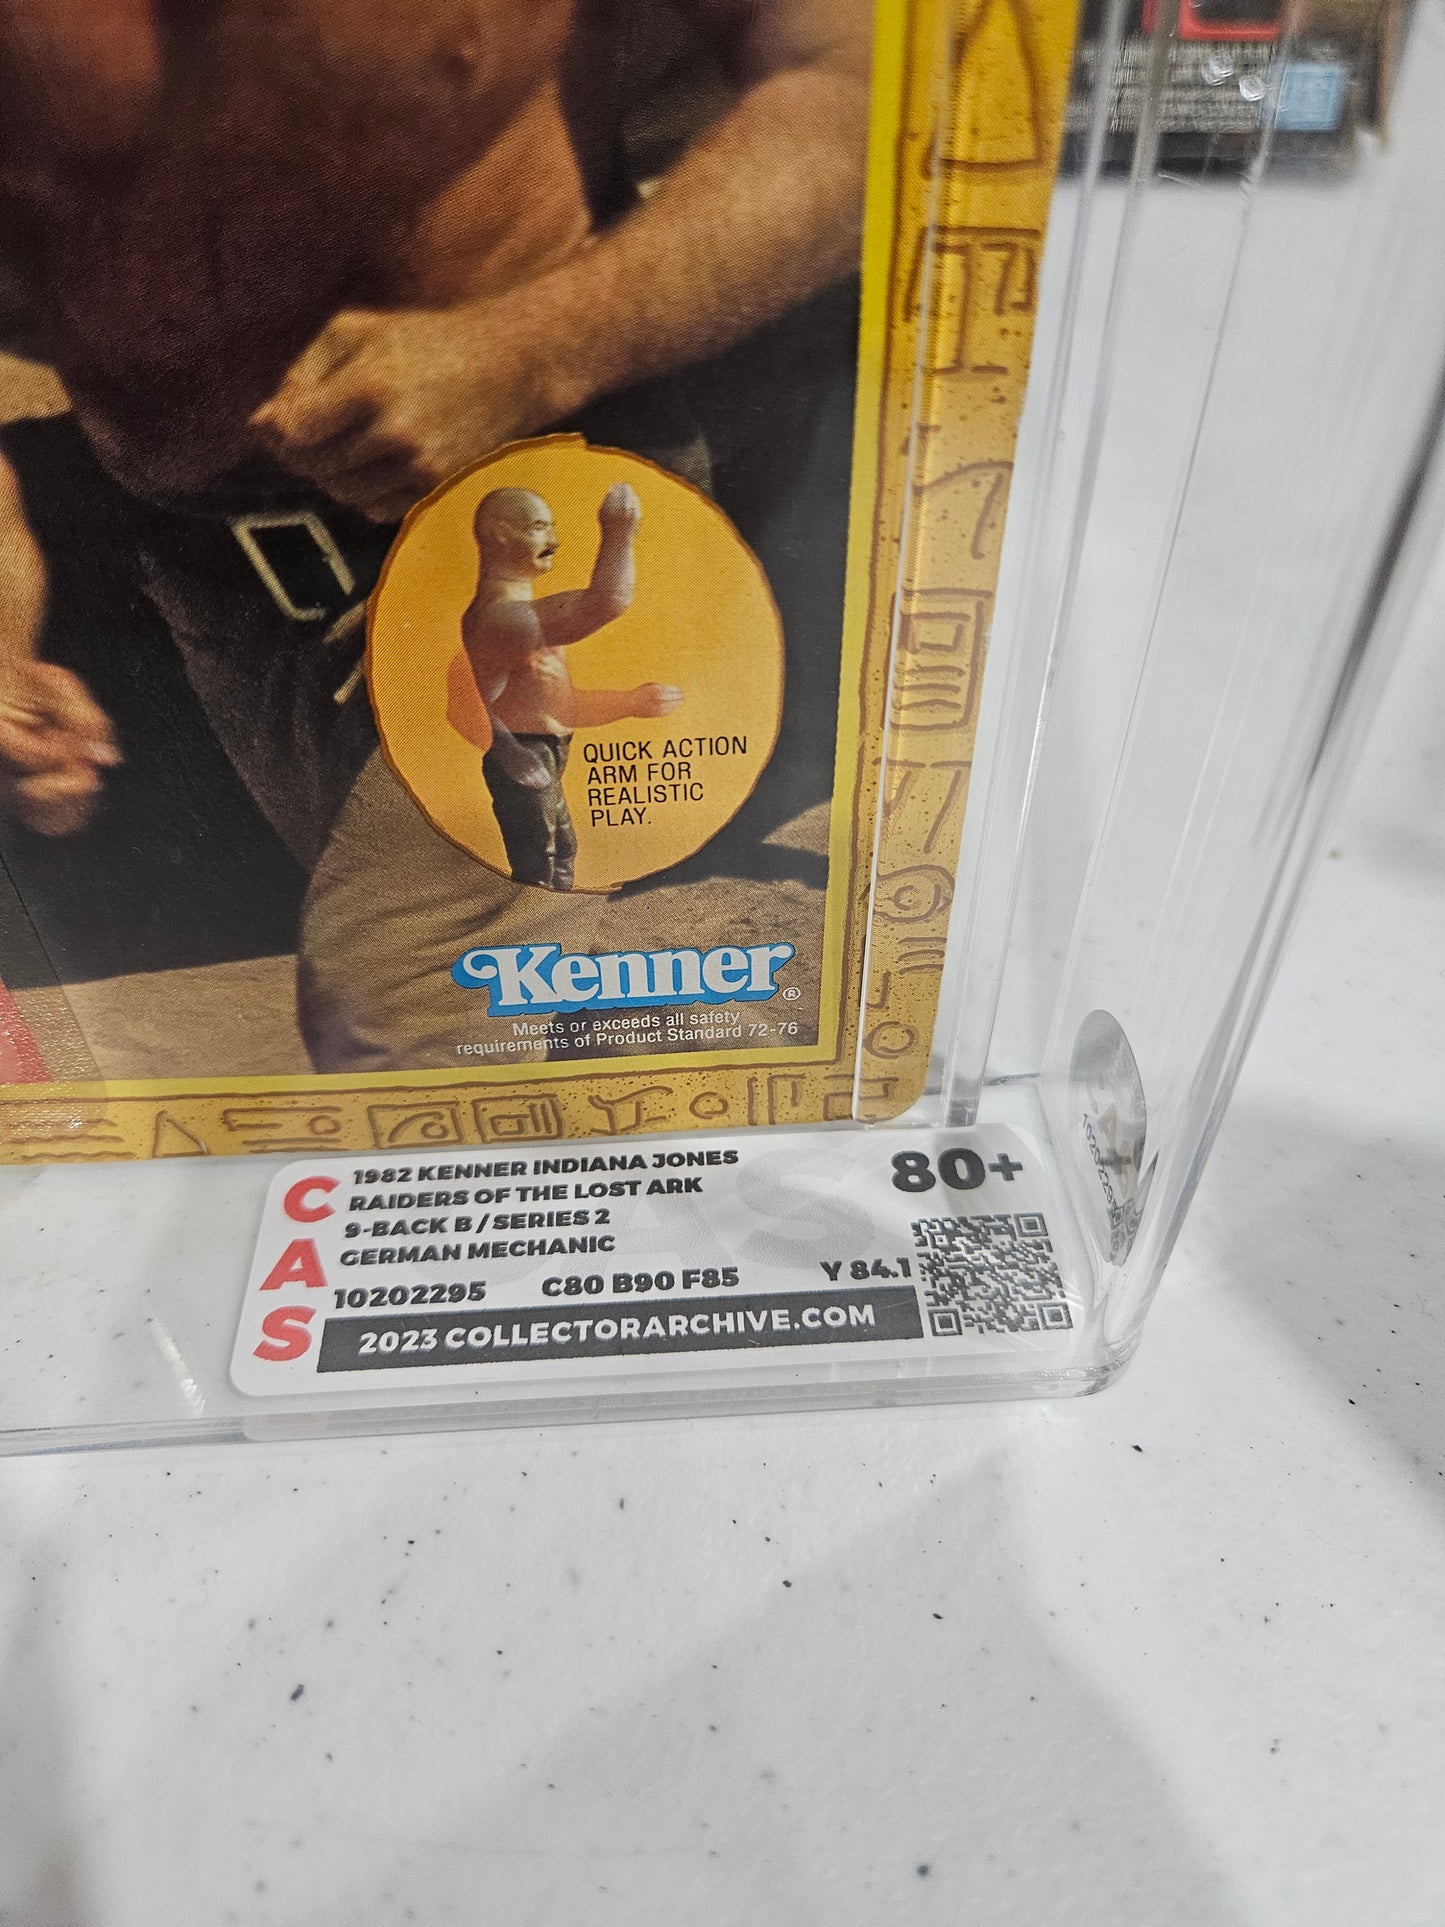 QUICK ACTION
ARM FOR
REALISTIC
PLAY.
Kenner®
Meets or exceeds all safety
requirements of Product Standard 72-76
CAS
1982 KENNER INDIANA JONES
RAIDERS OF THE LOST ARK
9-BACK B / SERIES 2
GERMAN MECHANIC
10202295 C80 B90 F85 Y 84.1
80+
2023 COLLECTORARCHIVE.COM